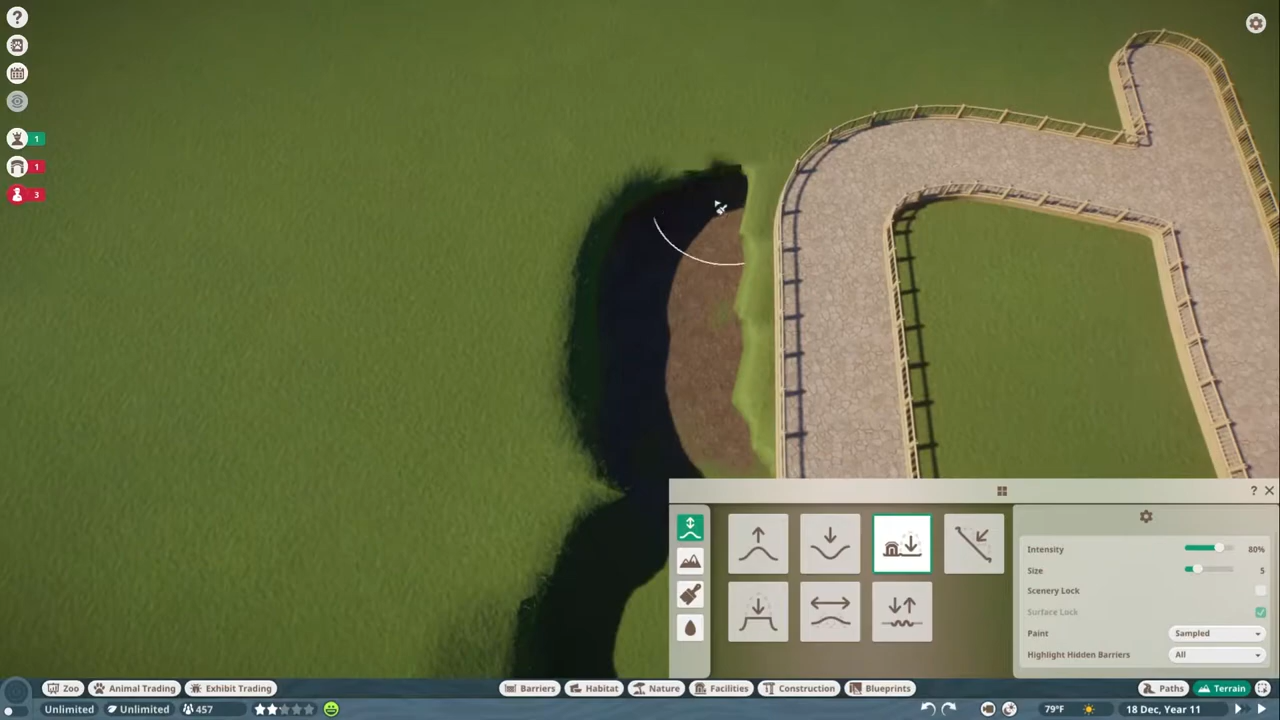 ?
1
1
3
? ×
Intensity 80%
Size 5
Scenery Lock
Surface Lock
Paint Sampled
Highlight Hidden Barriers All
Zoo Animal Trading Exhibit Trading Barriers Habitat Nature Facilities Construction Blueprints Paths Terrain
Unlimited Unlimited 457 79°F 18 Dec, Year 11